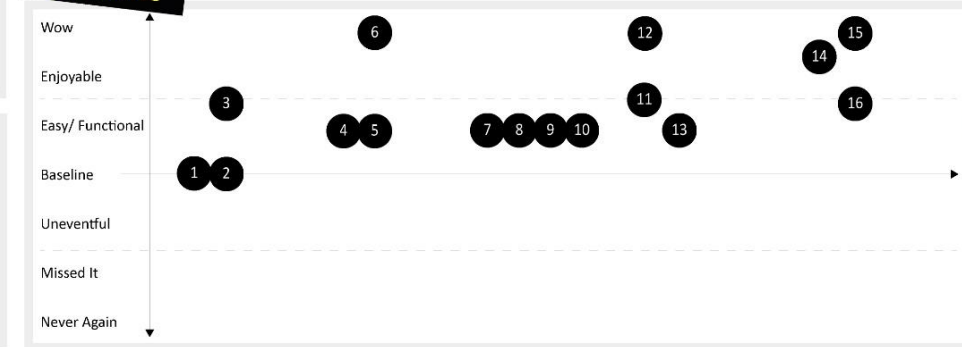 Wow
6
12
15
14
Enjoyable
3
11
16
Easy/ Functional
4
5
7
8
9
10
13
Baseline
1
2
Uneventful
Missed It
Never Again